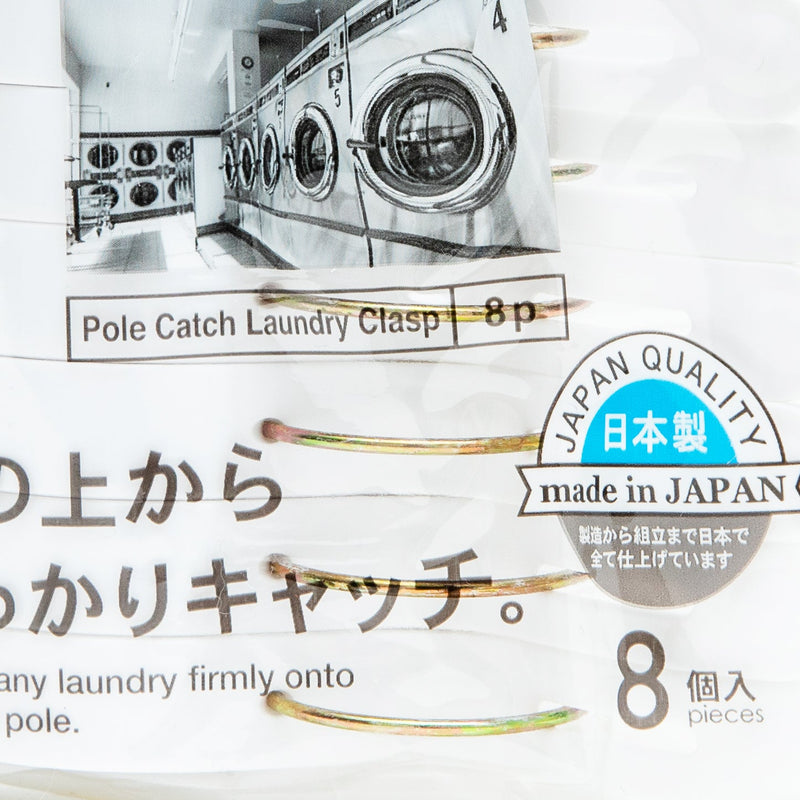 4
5
Pole Catch Laundry Clasp 8p
JAPAN QUALITY
日本製
made in JAPAN
製造から組立まで日本で
全て仕上げています
の上から
っかりキャッチ。
any laundry firmly onto
pole.
8個入
pieces